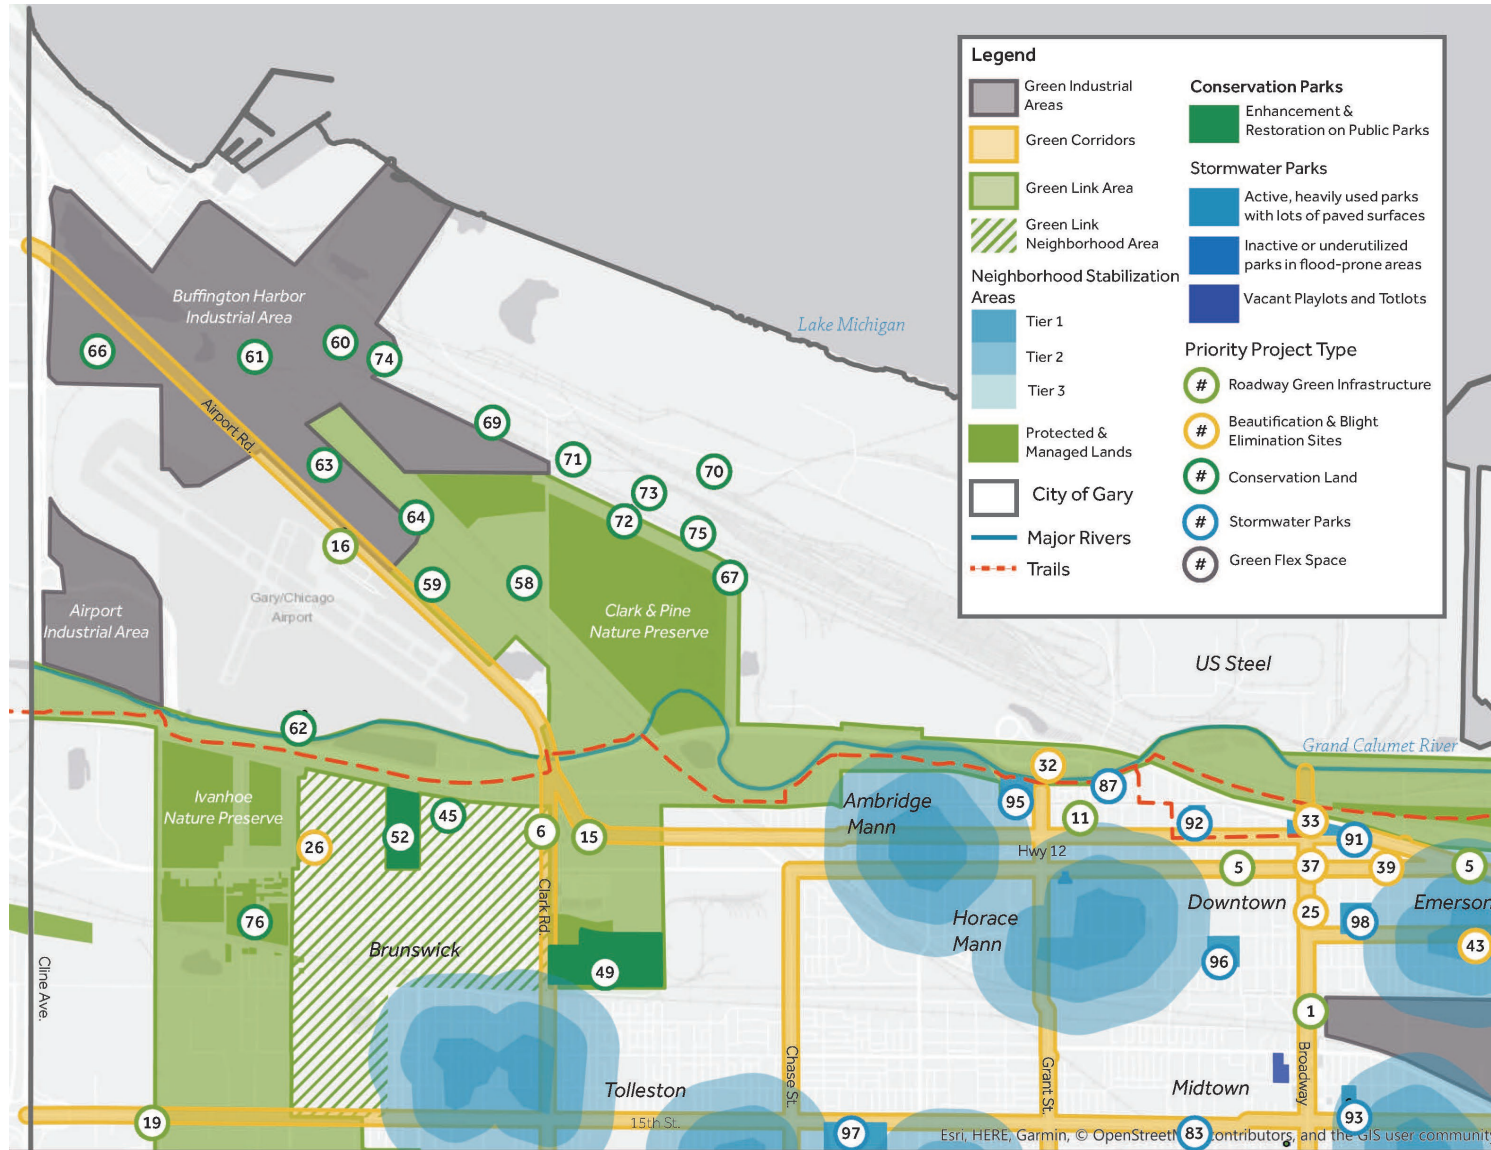 Legend
Green Industrial
Areas
Green Corridors
Green Link Area
Green Link
Neighborhood Area
Neighborhood Stabilization
Areas
Tier 1
Tier 2
Tier 3
Protected &
Managed Lands
City of Gary
Major Rivers
Trails
Conservation Parks
Enhancement &
Restoration on Public Parks
Stormwater Parks
Active, heavily used parks
with lots of paved surfaces
Inactive or underutilized
parks in flood-prone areas
Vacant Playlots and Totlots
Priority Project Type
# Roadway Green Infrastructure
# Beautification & Blight
Elimination Sites
# Conservation Land
# Stormwater Parks
# Green Flex Space
Lake Michigan
Buffington Harbor
Industrial Area
66
61
60
74
Airport Rd.
69
63
71
70
73
64
72
75
16
67
59
58
Gary/Chicago
Airport
Airport
Industrial Area
Clark & Pine
Nature Preserve
US Steel
62
Grand Calumet River
32
87
95
Ivanhoe
Nature Preserve
Ambridge
Mann
45
52
6
15
26
11
92
33
91
Hwy 12
5
37
39
5
76
Clark Rd.
Brunswick
Horace
Mann
Downtown
25
98
Emerson
43
96
49
Cline Ave.
1
Chase St.
Grant St.
Broadway
Tolleston
Midtown
19
15th St.
97
83
93
Esri, HERE, Garmin, © OpenStreetM contributors, and the GIS user community